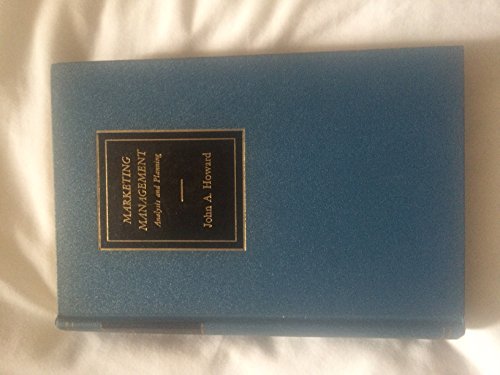 MARKETING
MANAGEMENT
Analysis and Planning
John A. Howard